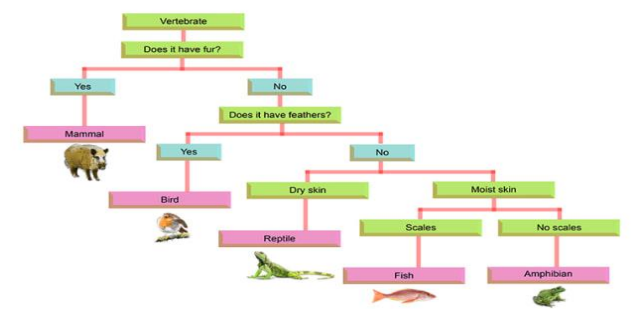 Vertebrate
Does it have fur?
Yes
No
Mammal
Does it have feathers?
Yes
No
Bird
Dry skin
Moist skin
Reptile
Scales
No scales
Fish
Amphibian